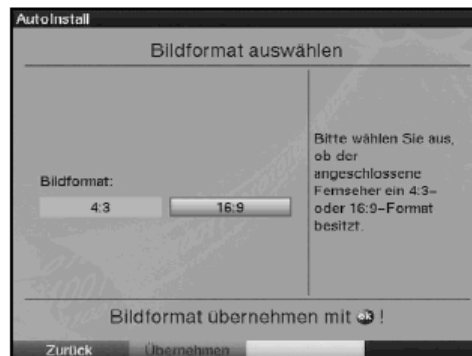 AutoInstall
Bildformat auswählen
Bitte wählen Sie aus,
ob der
angeschlossene
Fernseher ein 4:3-
oder 16:9-Format
besitzt.
Bildformat:
4:3 16:9
Bildformat übernehmen mit ok !
Zurück Übernehmen